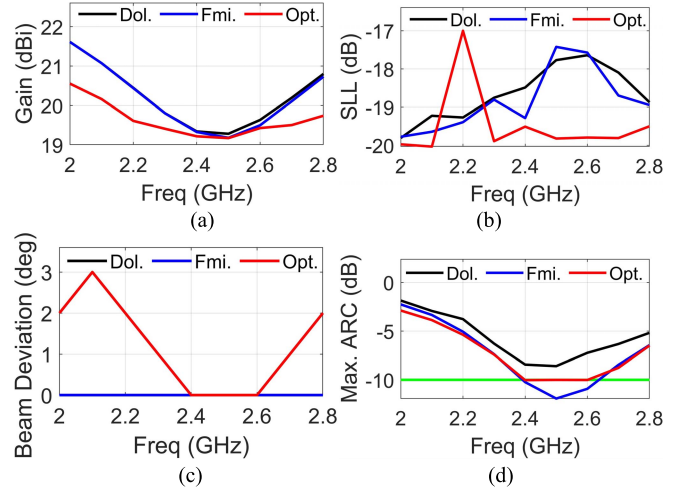 (a)
Dol. Fmi. Opt.
Gain (dBi)
23
22
21
20
19
2 2.2 2.4 2.6 2.8
Freq (GHz)
Dol. Fmi. Opt.
SLL (dB)
-17
-18
-19
-20
2 2.2 2.4 2.6 2.8
Freq (GHz)
(b)
Dol. Fmi. Opt.
Beam Deviation (deg)
3
2
1
0
2 2.2 2.4 2.6 2.8
Freq (GHz)
(c)
Dol. Fmi. Opt.
Max. ARC (dB)
0
-5
-10
2 2.2 2.4 2.6 2.8
Freq (GHz)
(d)